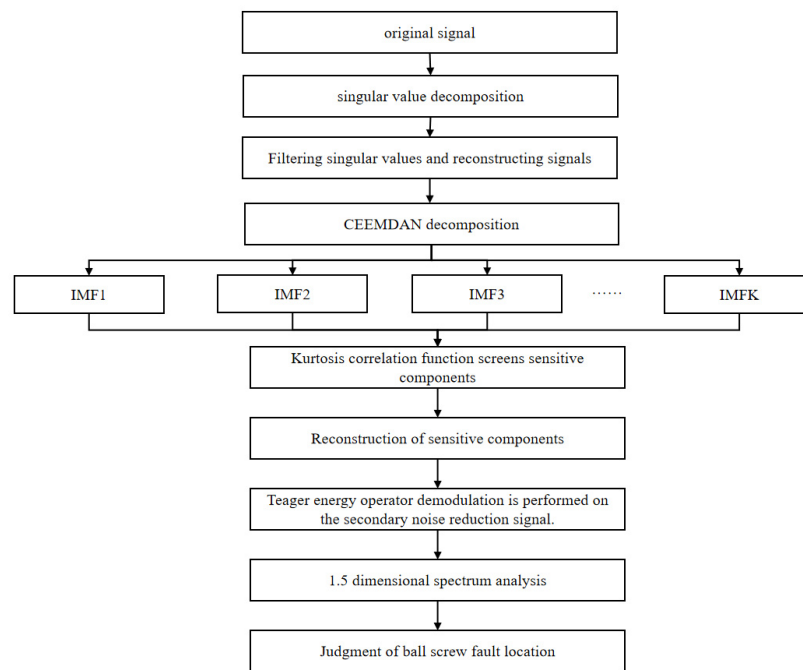 original signal
singular value decomposition
Filtering singular values and reconstructing signals
CEEMDAN decomposition
IMF1
IMF2
IMF3
……
IMFK
Kurtosis correlation function screens sensitive
components
Reconstruction of sensitive components
Teager energy operator demodulation is performed on
the secondary noise reduction signal.
1.5 dimensional spectrum analysis
Judgment of ball screw fault location